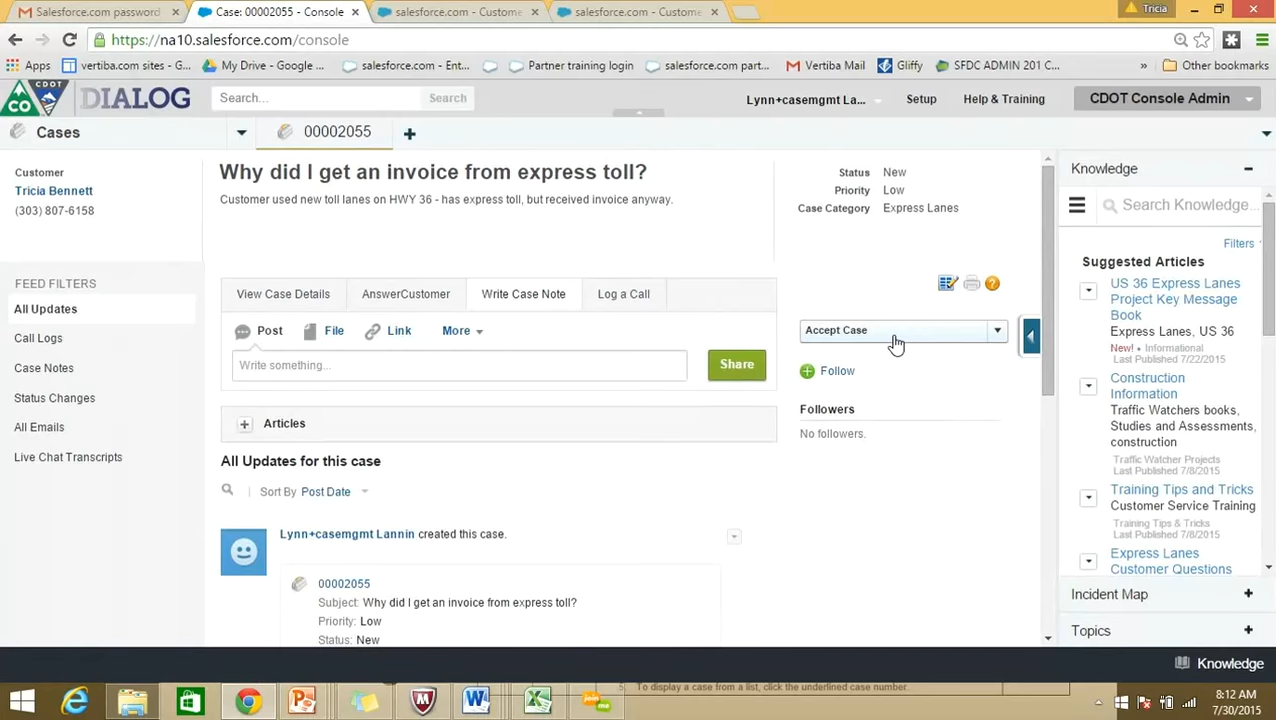 salesforce.com password
Case: 00002055 - Console
salesforce.com - Custome
salesforce.com - Custome
Tricia
https://na10.salesforce.com/console
Apps
vertiba.com sites - G...
My Drive - Google ...
salesforce.com - Ent...
Partner training login
salesforce.com part...
Vertiba Mail
Gliffy
SFDC ADMIN 201 C...
»
Other bookmarks
CO
CDOT
DIALOG
Search...
Search
Lynn+casemgmt La...
Setup
Help & Training
CDOT Console Admin
Cases
00002055
Customer
Tricia Bennett
(303) 807-6158
Why did I get an invoice from express toll?
Customer used new toll lanes on HWY 36 - has express toll, but received invoice anyway.
Status New
Priority Low
Case Category Express Lanes
FEED FILTERS
All Updates
Call Logs
Case Notes
Status Changes
All Emails
Live Chat Transcripts
View Case Details
AnswerCustomer
Write Case Note
Log a Call
Post
File
Link
More
Write something...
Share
Articles
All Updates for this case
Sort By Post Date
Lynn+casemgmt Lannin created this case.
00002055
Subject: Why did I get an invoice from express toll?
Priority: Low
Status: New
Accept Case
Follow
Followers
No followers.
Knowledge
Search Knowledge...
Filters
Suggested Articles
US 36 Express Lanes
Project Key Message
Book
Express Lanes, US 36
New! • Informational
Last Published 7/22/2015
Construction
Information
Traffic Watchers books,
Studies and Assessments,
construction
Traffic Watcher Projects
Last Published 7/8/2015
Training Tips and Tricks
Customer Service Training
Training Tips & Tricks
Last Published 7/8/2015
Express Lanes
Customer Questions
Incident Map
Topics
Knowledge
5. To display a case from a list, click the underlined case number.
join
me
8:12 AM
7/30/2015